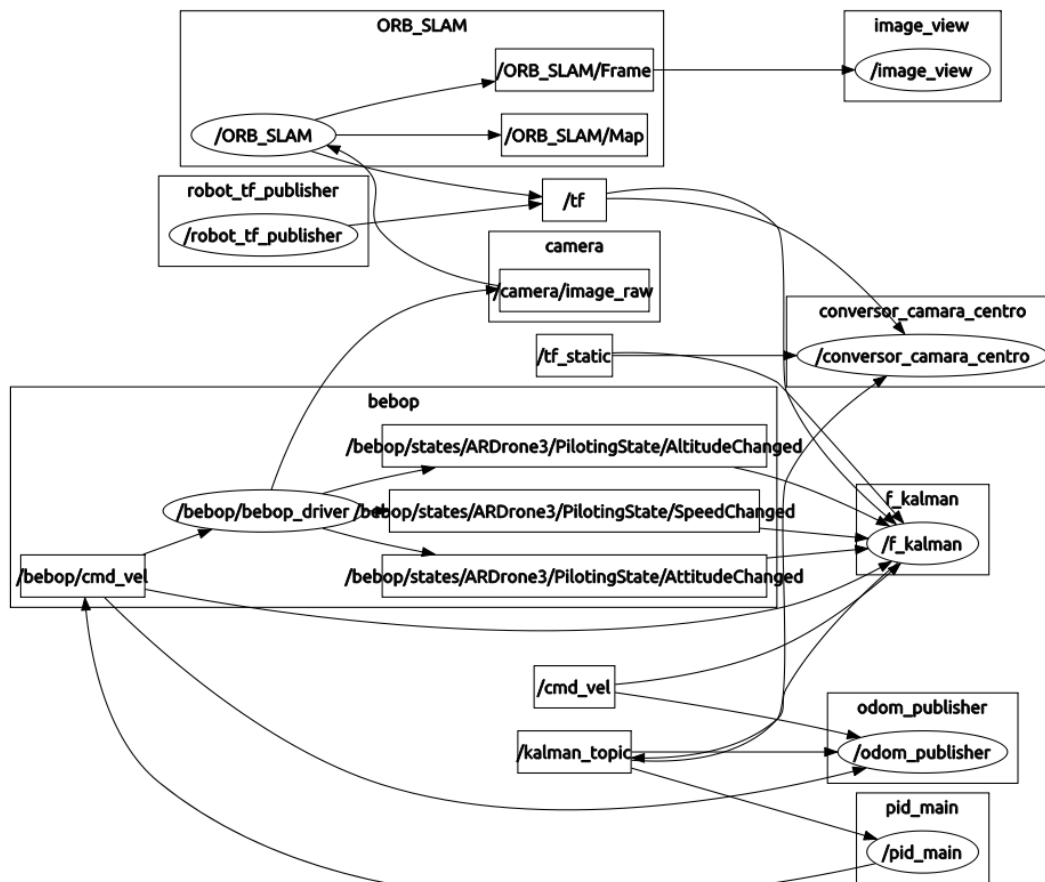 ORB_SLAM
image_view
/ORB_SLAM/Frame
/image_view
/ORB_SLAM
/ORB_SLAM/Map
robot_tf_publisher
/tf
/robot_tf_publisher
camera
/camera/image_raw
conversor_camara_centro
/tf_static
/conversor_camara_centro
bebop
/bebop/states/ARDrone3/PilotingState/AltitudeChanged
f_kalman
/bebop/bebop_driver
/bebop/states/ARDrone3/PilotingState/SpeedChanged
/f_kalman
/bebop/cmd_vel
/bebop/states/ARDrone3/PilotingState/AttitudeChanged
/cmd_vel
odom_publisher
/kalman_topic
/odom_publisher
pid_main
/pid_main